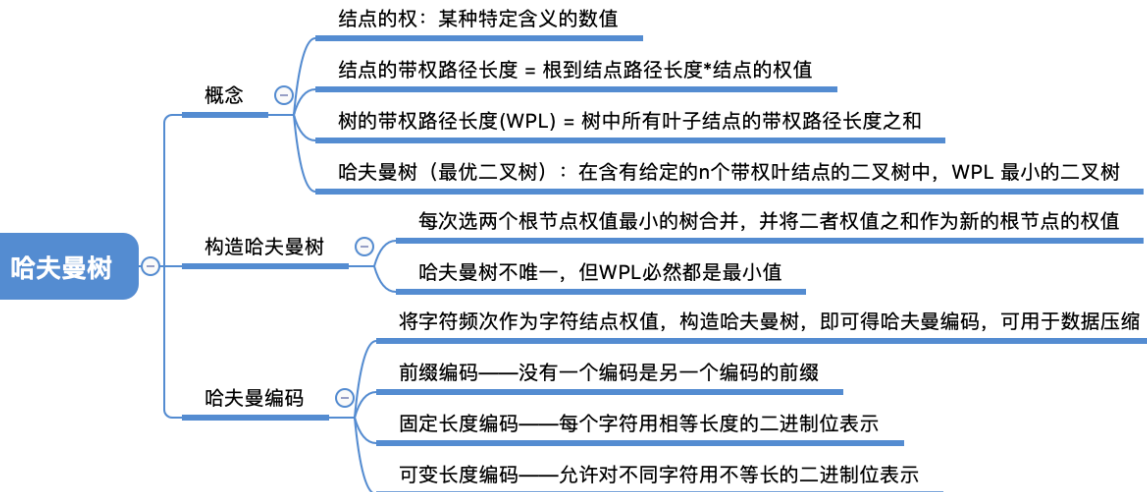 哈夫曼树
概念
结点的权：某种特定含义的数值
结点的带权路径长度 = 根到结点路径长度*结点的权值
树的带权路径长度(WPL) = 树中所有叶子结点的带权路径长度之和
哈夫曼树（最优二叉树）：在含有给定的n个带权叶结点的二叉树中，WPL 最小的二叉树
构造哈夫曼树
每次选两个根节点权值最小的树合并，并将二者权值之和作为新的根节点的权值
哈夫曼树不唯一，但WPL必然都是最小值
哈夫曼编码
将字符频次作为字符结点权值，构造哈夫曼树，即可得哈夫曼编码，可用于数据压缩
前缀编码——没有一个编码是另一个编码的前缀
固定长度编码——每个字符用相等长度的二进制位表示
可变长度编码——允许对不同字符用不等长的二进制位表示